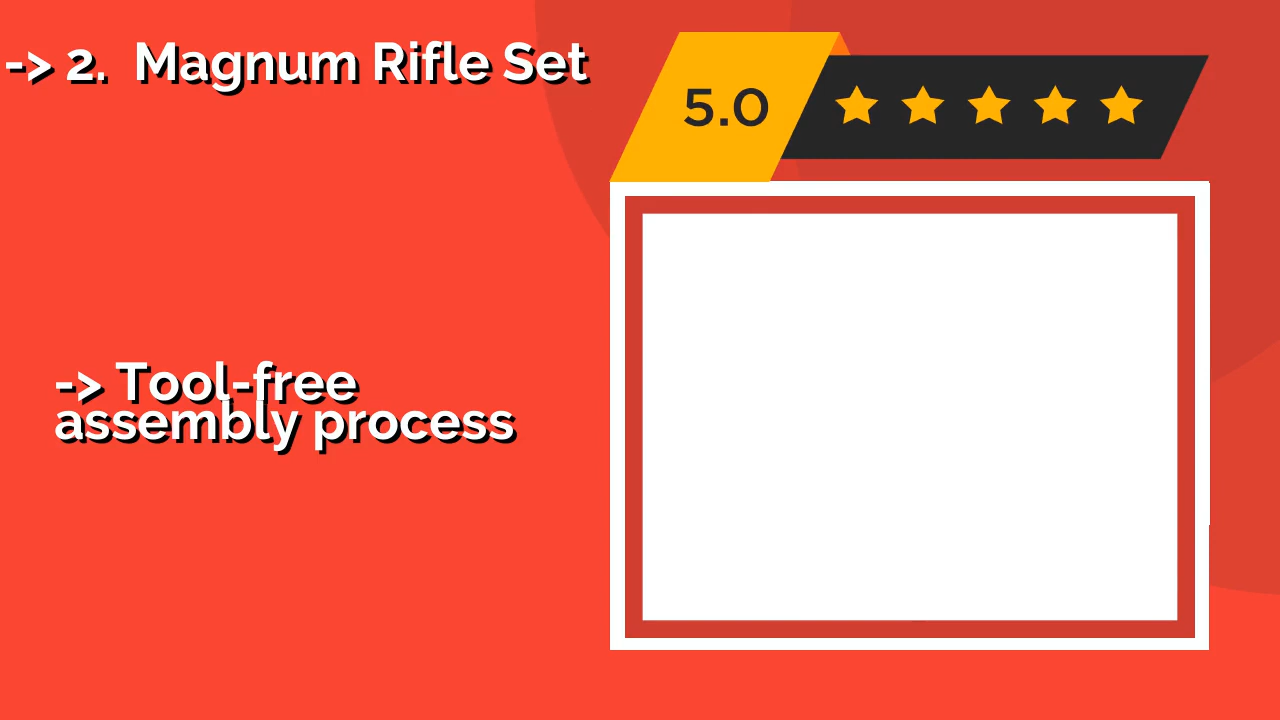 -> 2.  Magnum Rifle Set
5.0
-> Tool-free
assembly process